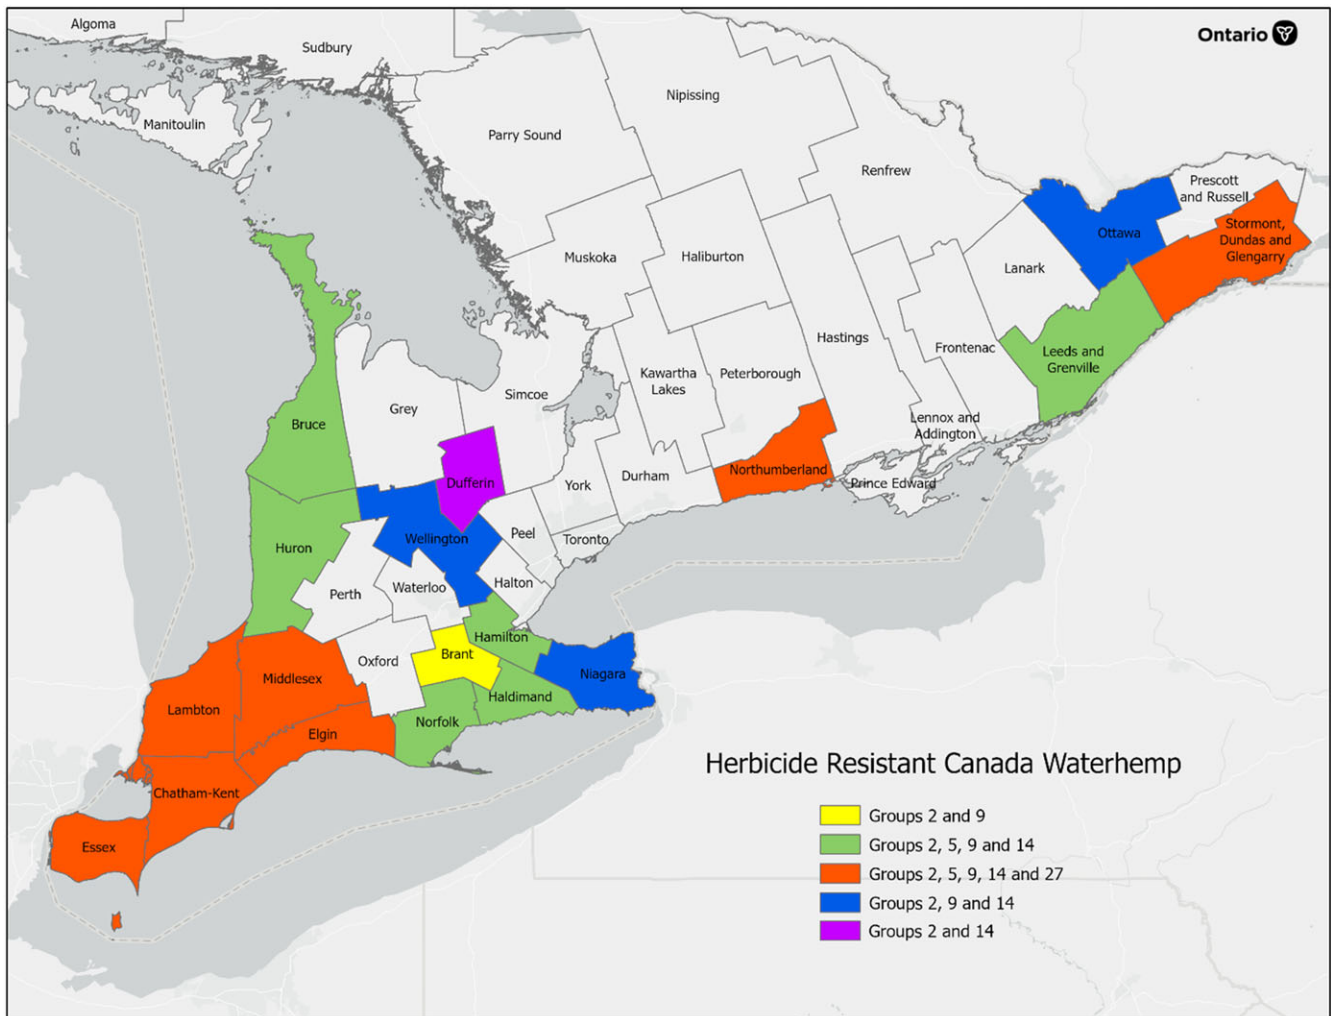 Algoma
Sudbury
Ontario
Nipissing
Manitoulin
Parry Sound
Renfrew
Prescott
and Russell
Ottawa
Stormont,
Dundas and
Glengarry
Muskoka
Haliburton
Lanark
Hastings
Frontenac
Leeds and
Grenville
Kawartha
Lakes
Peterborough
Simcoe
Grey
Bruce
Lennox and
Addington
Northumberland
Durham
Dufferin
York
Prince Edward
Peel
Toronto
Wellington
Huron
Halton
Waterloo
Perth
Hamilton
Brant
Oxford
Niagara
Middlesex
Haldimand
Lambton
Norfolk
Elgin
Chatham-Kent
Essex
Herbicide Resistant Canada Waterhemp
Groups 2 and 9
Groups 2, 5, 9 and 14
Groups 2, 5, 9, 14 and 27
Groups 2, 9 and 14
Groups 2 and 14